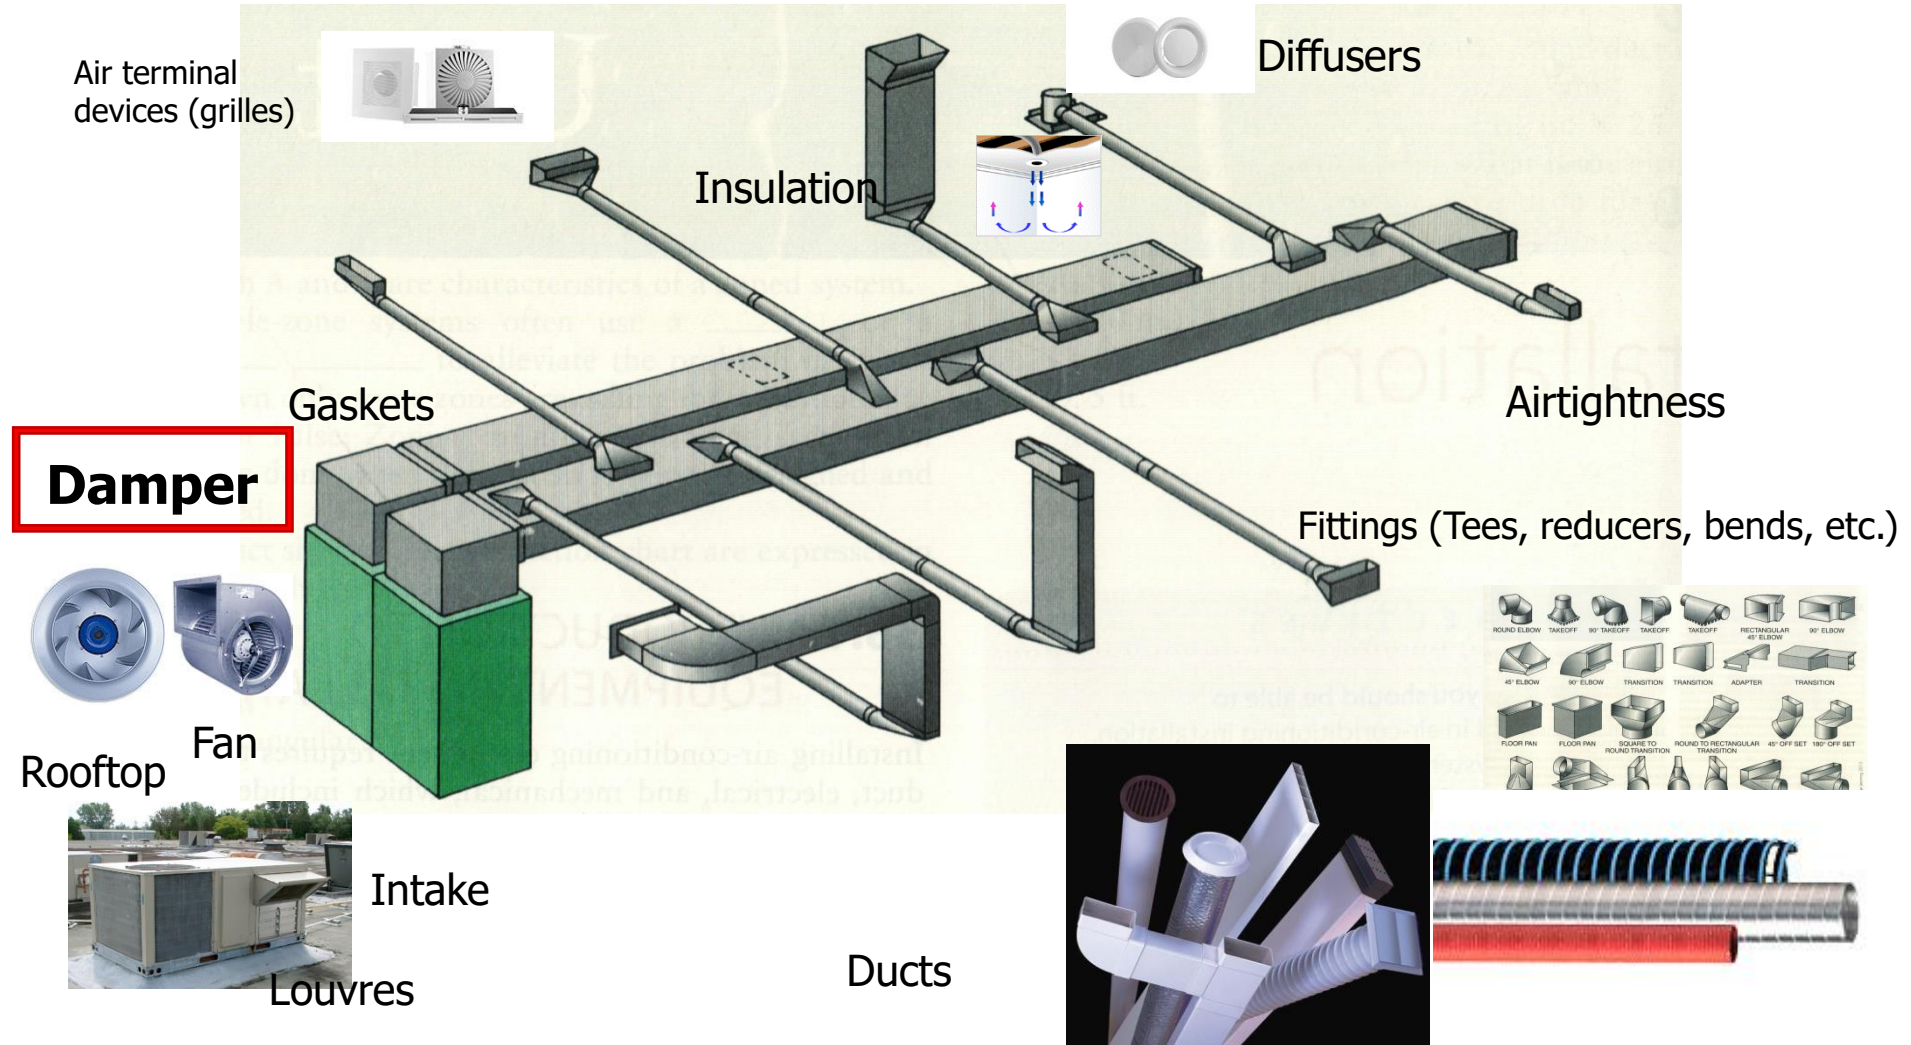 Air terminal
devices (grilles)
Diffusers
Insulation
Gaskets
Airtightness
Damper
Fittings (Tees, reducers, bends, etc.)
ROUND ELBOW TAKEOFF 90° TAKEOFF TAKEOFF TAKEOFF RECTANGULAR 45° ELBOW 90° ELBOW
45° ELBOW 90° ELBOW TRANSITION TRANSITION ADAPTER TRANSITION
FLOOR PAN FLOOR PAN SQUARE TO ROUND TRANSITION ROUND TO RECTANGULAR TRANSITION 45° OFF SET 180° OFF SET
Fan
Rooftop
Intake
Ducts
Louvres